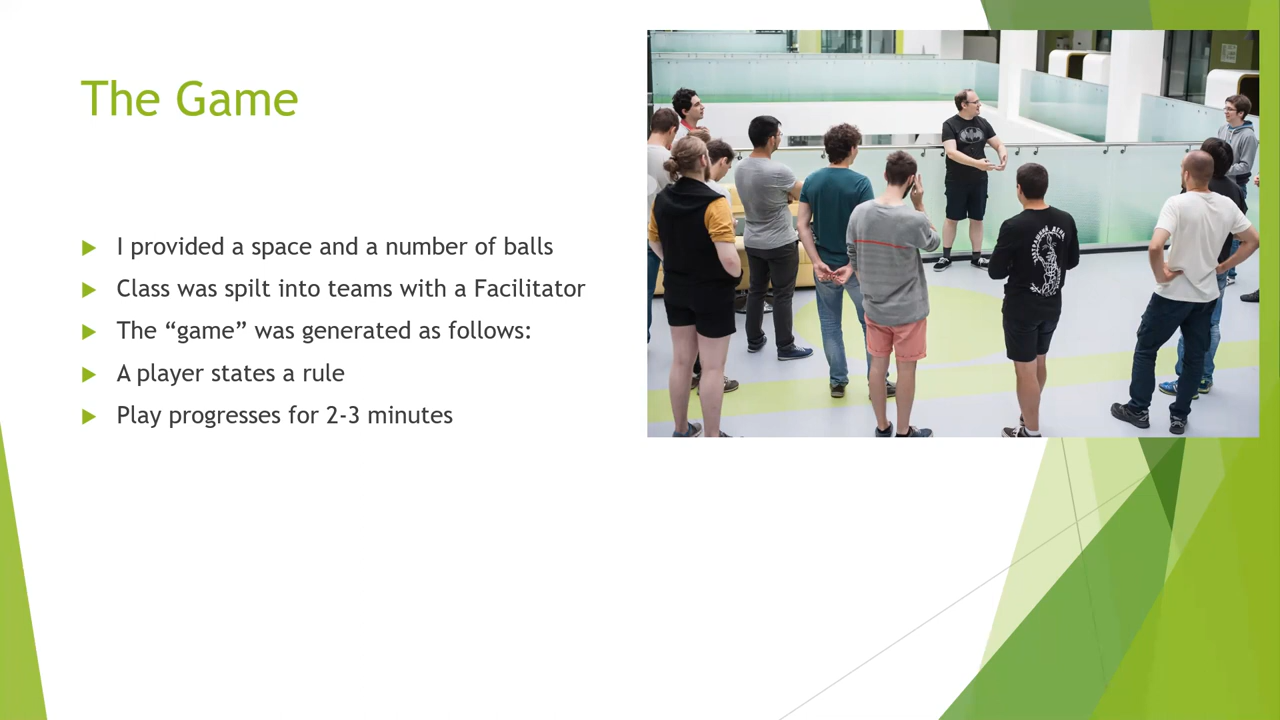 The Game
I provided a space and a number of balls
Class was spilt into teams with a Facilitator
The “game” was generated as follows:
A player states a rule
Play progresses for 2-3 minutes
ДЕНЬ